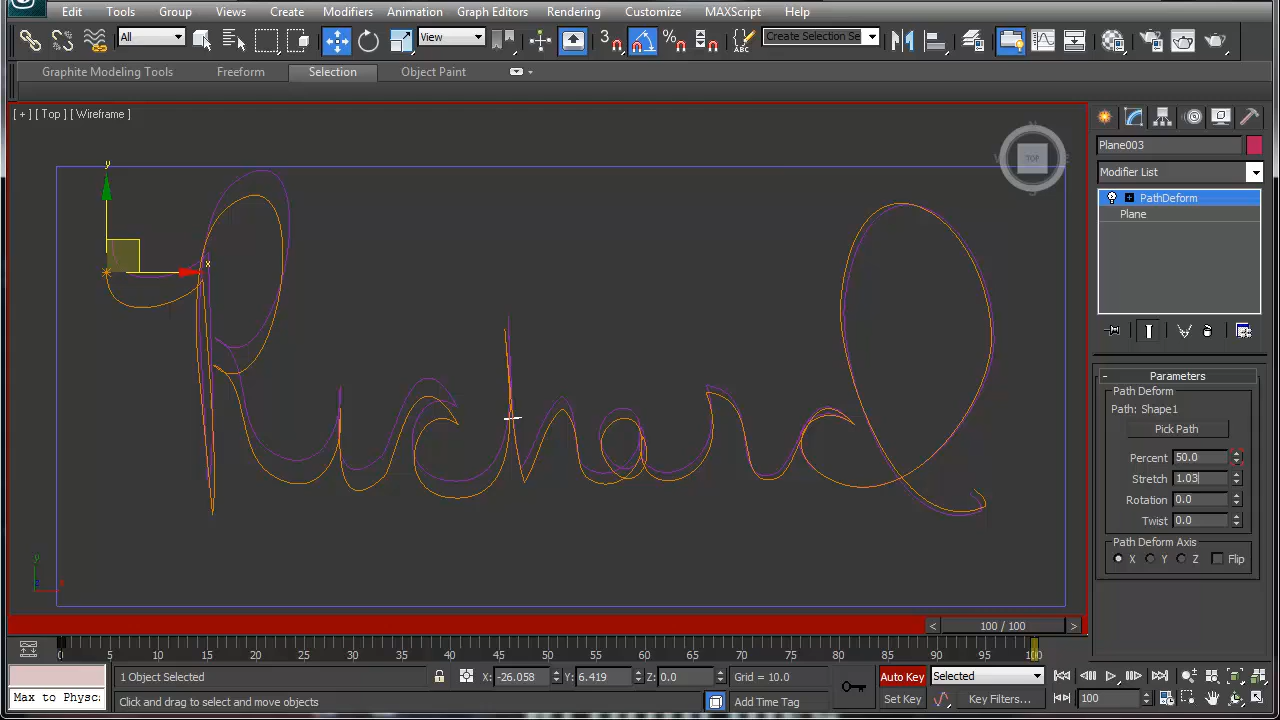 Edit Tools Group Views Create Modifiers Animation Graph Editors Rendering Customize MAXScript Help
All View 3 Create Selection Se
Graphite Modeling Tools Freeform Selection Object Paint
[ + ] [ Top ] [ Wireframe ]
N
TOP
y
x
Richard
y
x
Plane003
Modifier List
PathDeform
Plane
- Parameters
Path Deform
Path: Shape1
Pick Path
Percent 50.0
Stretch 1.03
Rotation 0.0
Twist 0.0
Path Deform Axis
X Y Z Flip
< 100 / 100 >
0 5 10 15 20 25 30 35 40 45 50 55 60 65 70 75 80 85 90 95 100
1 Object Selected X: -26.058 Y: 6.419 Z: 0.0 Grid = 10.0 Auto Key Selected
Max to Physca Click and drag to select and move objects Add Time Tag Set Key Key Filters... 100